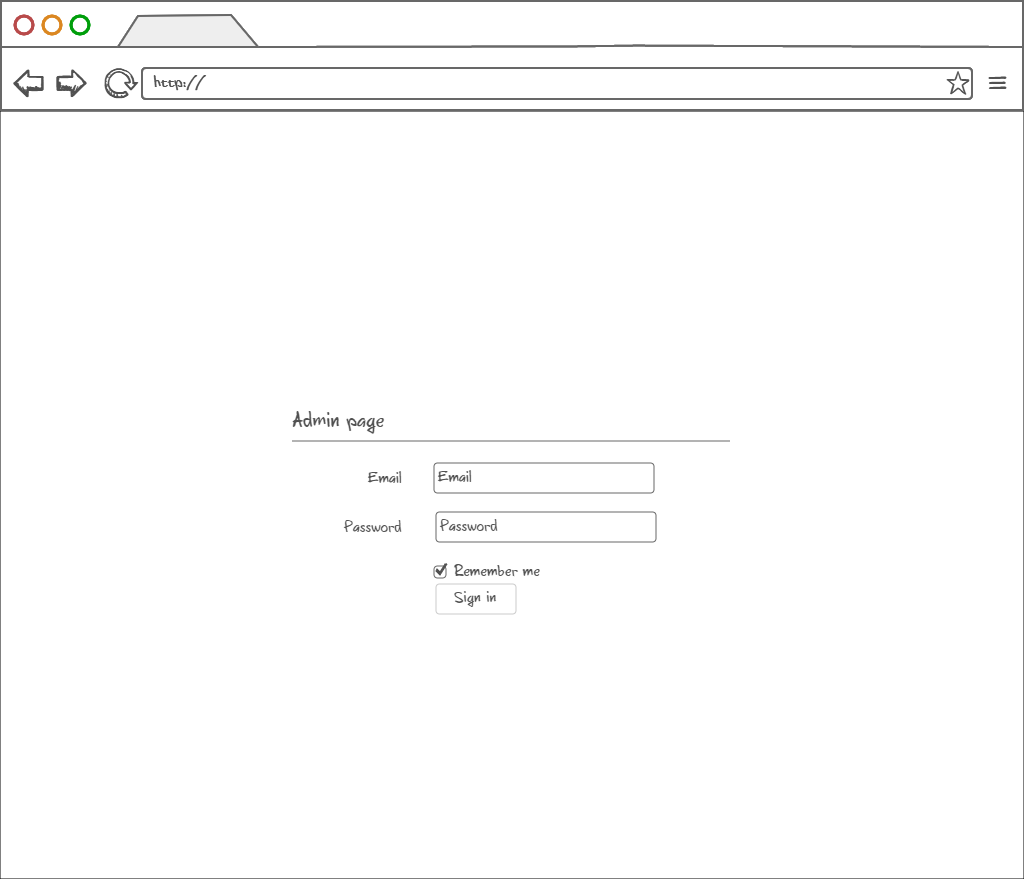 http://
Admin page
Email Email
Password Password
Remember me
Sign in